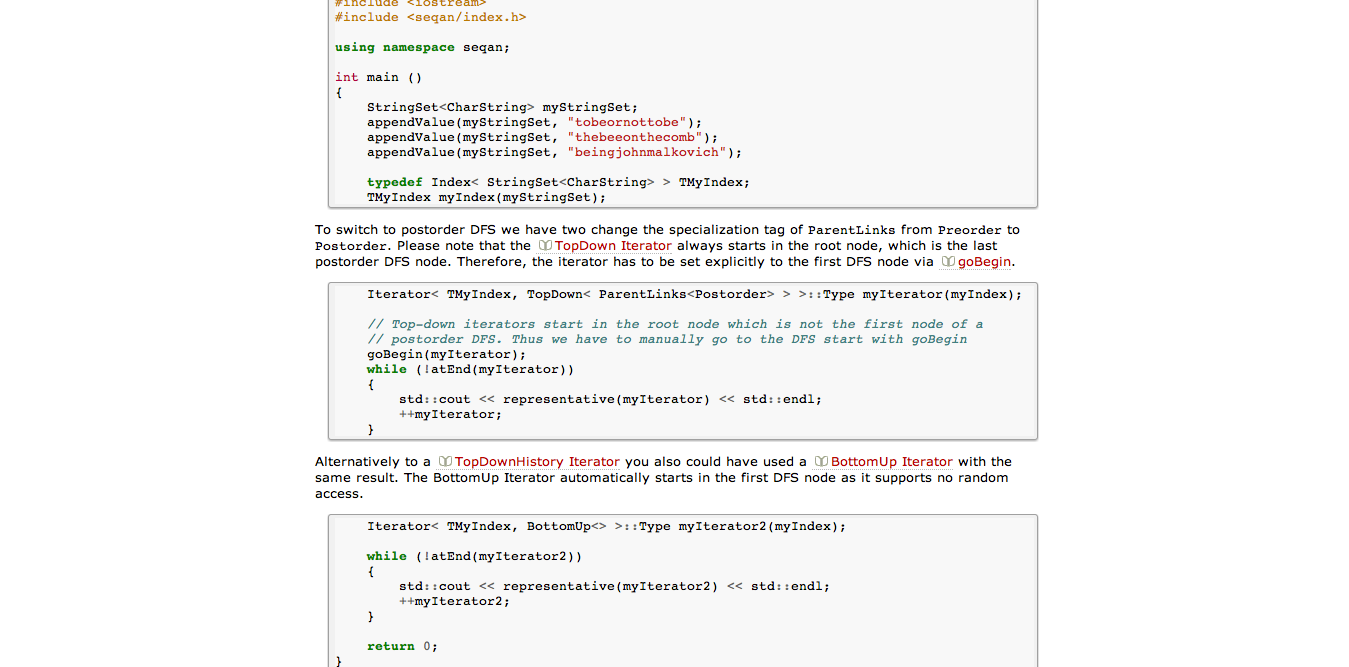 #include <iostream>
#include <seqan/index.h>
using namespace seqan;
int main ()
{
StringSet<CharString> myStringSet;
appendValue(myStringSet, "tobeornottobe");
appendValue(myStringSet, "thebeeonthecomb");
appendValue(myStringSet, "beingjohnmalkovich");
typedef Index< StringSet<CharString> > TMyIndex;
TMyIndex myIndex(myStringSet);
To switch to postorder DFS we have two change the specialization tag of ParentLinks from Preorder to
Postorder. Please note that the TopDown Iterator always starts in the root node, which is the last
postorder DFS node. Therefore, the iterator has to be set explicitly to the first DFS node via goBegin.
Iterator< TMyIndex, TopDown< ParentLinks<Postorder> > >::Type myIterator(myIndex);
// Top-down iterators start in the root node which is not the first node of a
// postorder DFS. Thus we have to manually go to the DFS start with goBegin
goBegin(myIterator);
while (!atEnd(myIterator))
{
std::cout << representative(myIterator) << std::endl;
++myIterator;
}
Alternatively to a TopDownHistory Iterator you also could have used a BottomUp Iterator with the
same result. The BottomUp Iterator automatically starts in the first DFS node as it supports no random
access.
Iterator< TMyIndex, BottomUp<> >::Type myIterator2(myIndex);
while (!atEnd(myIterator2))
{
std::cout << representative(myIterator2) << std::endl;
++myIterator2;
}
return 0;
}